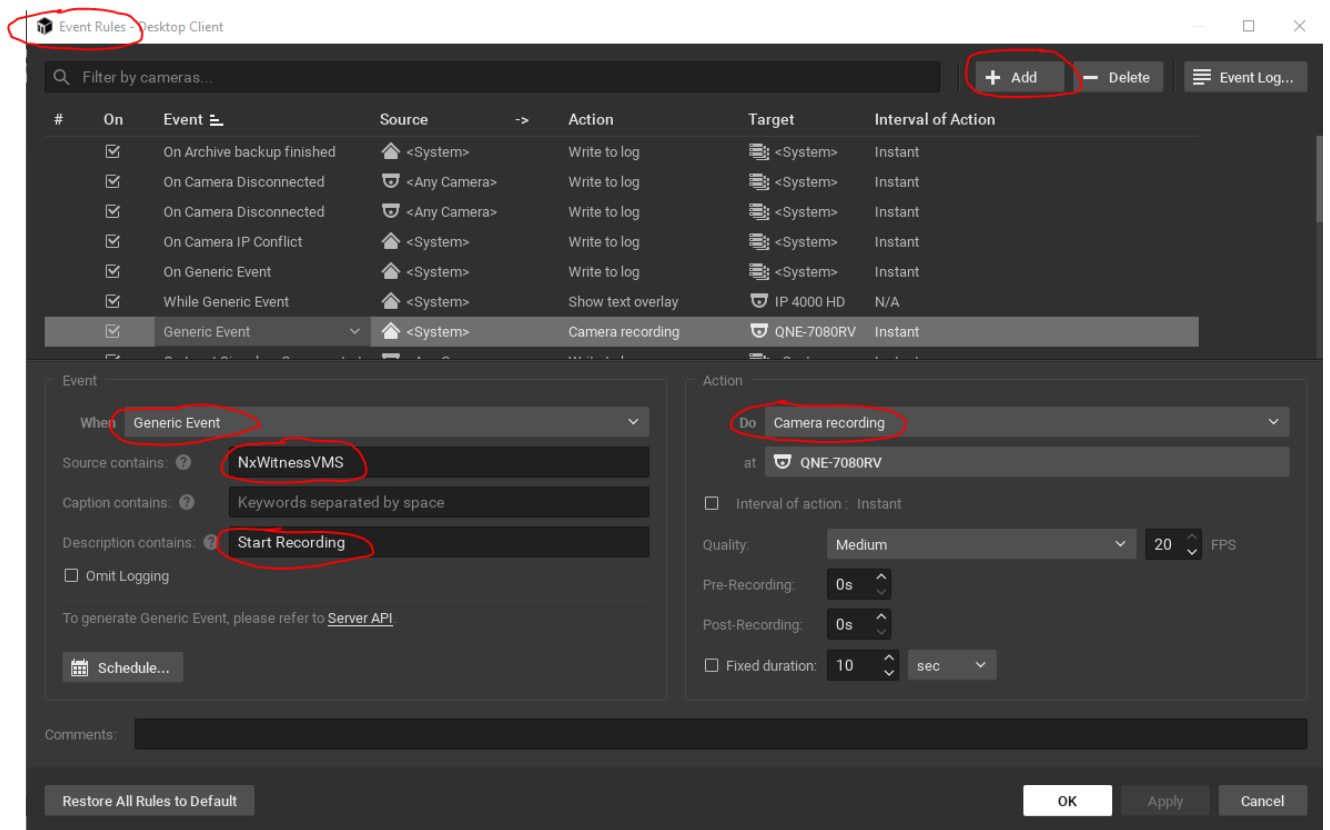 Event Rules - Desktop Client
Filter by cameras...
Add
Delete
Event Log...
# On Event Source -> Action Target Interval of Action
On Archive backup finished <System> Write to log <System> Instant
On Camera Disconnected <Any Camera> Write to log <System> Instant
On Camera Disconnected <Any Camera> Write to log <System> Instant
On Camera IP Conflict <System> Write to log <System> Instant
On Generic Event <System> Write to log <System> Instant
While Generic Event <System> Show text overlay IP 4000 HD N/A
Generic Event <System> Camera recording QNE-7080RV Instant
Event
When Generic Event
Source contains: ? NxWitnessVMS
Caption contains: ? Keywords separated by space
Description contains: ? Start Recording
Omit Logging
To generate Generic Event, please refer to Server API.
Schedule...
Action
Do Camera recording
at QNE-7080RV
Interval of action : Instant
Quality: Medium 20 FPS
Pre-Recording: 0s
Post-Recording: 0s
Fixed duration: 10 sec
Comments:
Restore All Rules to Default
OK
Apply
Cancel